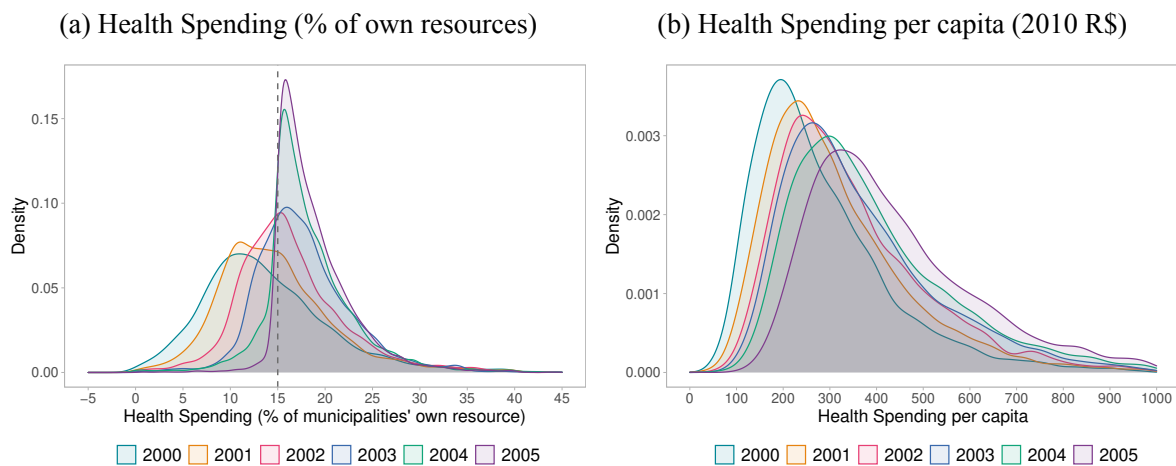 (a) Health Spending (% of own resources)
0.15
0.10
0.05
0.00
Density
−5 0 5 10 15 20 25 30 35 40 45
Health Spending (% of municipalities' own resource)
2000 2001 2002 2003 2004 2005
(b) Health Spending per capita (2010 R$)
0.003
0.002
0.001
0.000
Density
0 100 200 300 400 500 600 700 800 900 1000
Health Spending per capita
2000 2001 2002 2003 2004 2005